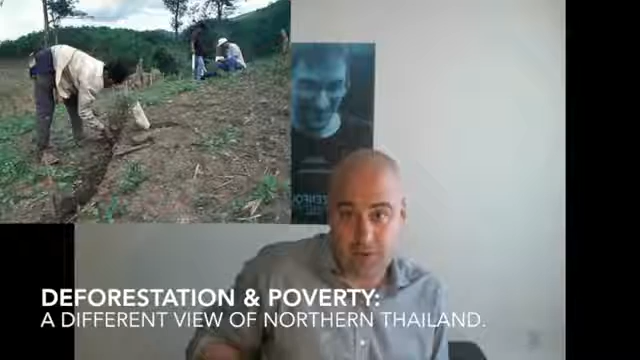 DEFORESTATION & POVERTY:
A DIFFERENT VIEW OF NORTHERN THAILAND.